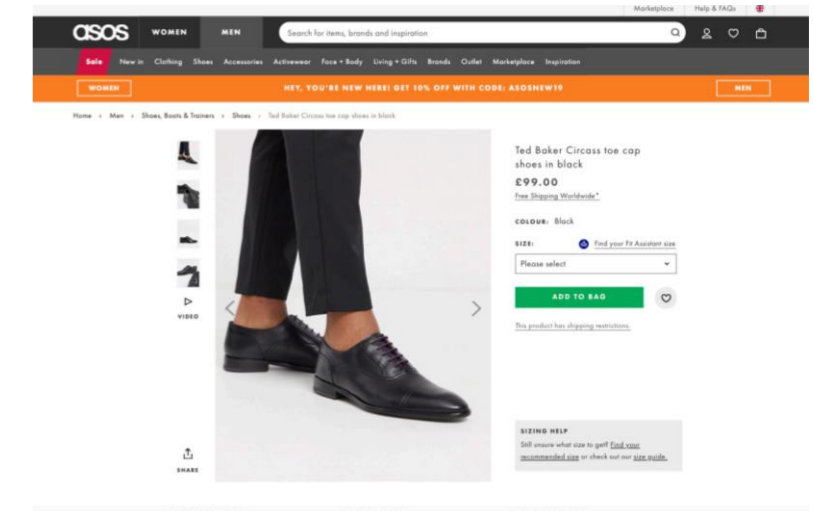 Marketplace Help & FAQs
asos WOMEN MEN Search for items, brands and inspiration
Sale New in Clothing Shoes Accessories Activewear Face + Body Living + Gifts Brands Outlet Marketplace Inspiration
WOMEN HEY, YOU'RE NEW HERE! GET 10% OFF WITH CODE: ASOSNEW19 MEN
Home › Men › Shoes, Boots & Trainers › Shoes › Ted Baker Circass toe cap shoes in black
Ted Baker Circass toe cap
shoes in black
£99.00
Free Shipping Worldwide*
COLOUR: Black
SIZE: Find your Fit Assistant size
Please select
ADD TO BAG
VIDEO
This product has shipping restrictions.
SIZING HELP
Still unsure what size to get? Find your
recommended size or check out our size guide.
SHARE